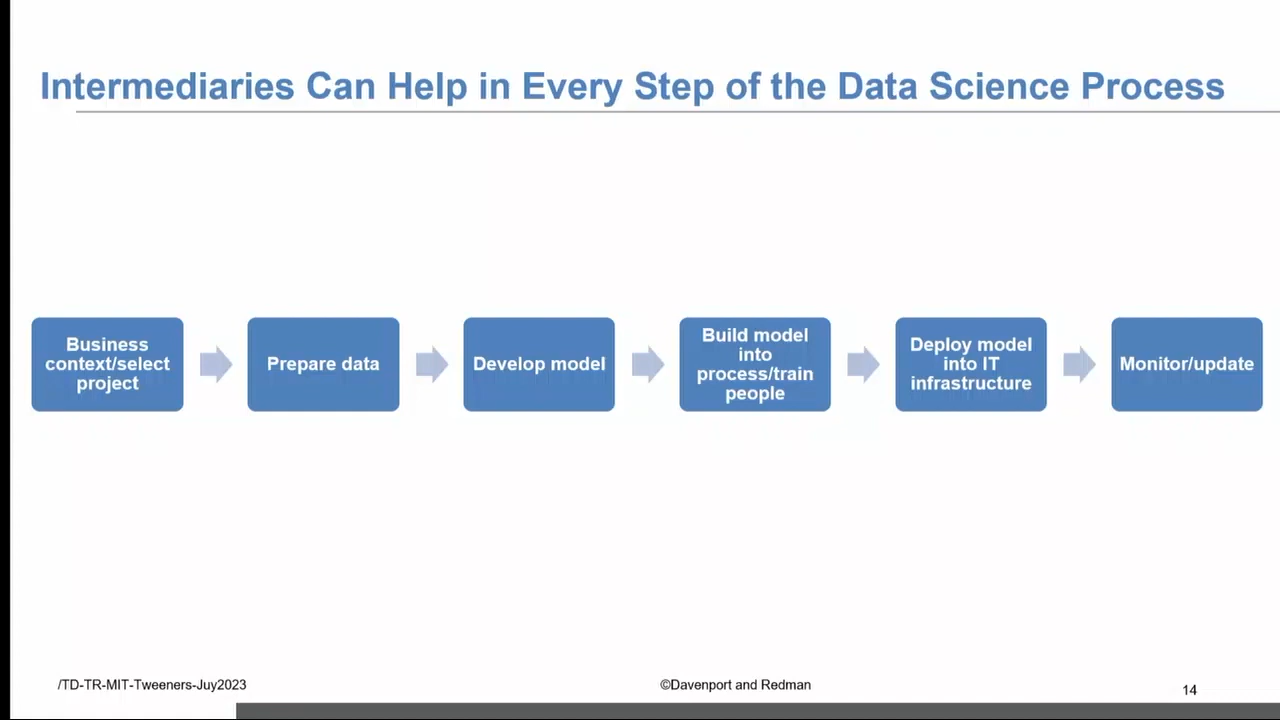 Intermediaries Can Help in Every Step of the Data Science Process
Business
context/select
project
Prepare data
Develop model
Build model
into
process/train
people
Deploy model
into IT
infrastructure
Monitor/update
/TD-TR-MIT-Tweeners-Juy2023
©Davenport and Redman
14